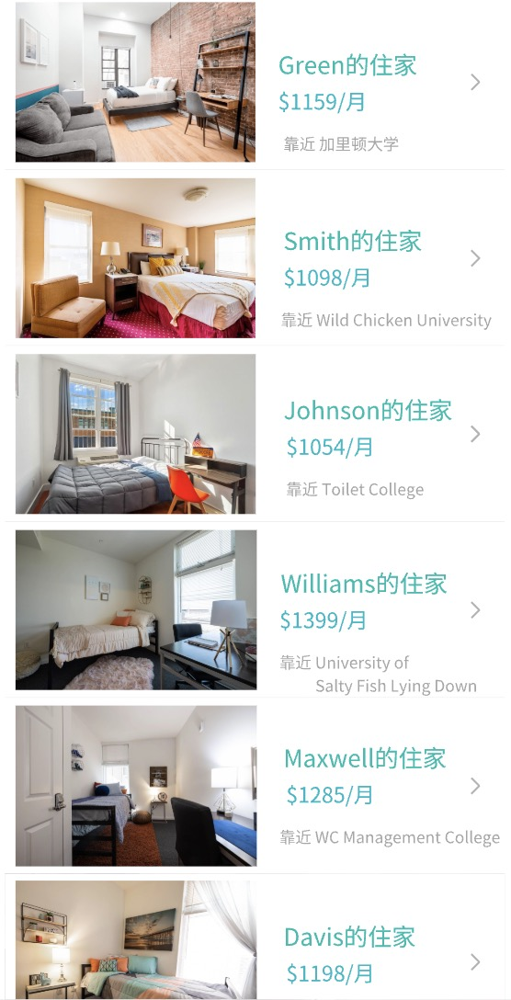 Green的住家
$1159/月
靠近 加里顿大学
Smith的住家
$1098/月
靠近 Wild Chicken University
Johnson的住家
$1054/月
靠近 Toilet College
Williams的住家
$1399/月
靠近 University of
Salty Fish Lying Down
Maxwell的住家
$1285/月
靠近 WC Management College
Davis的住家
$1198/月